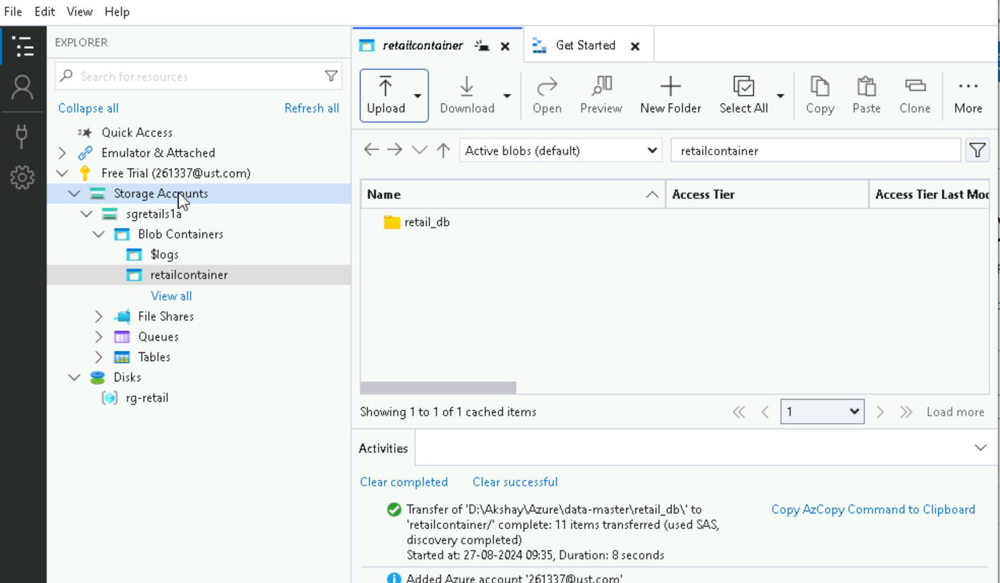 File Edit View Help
EXPLORER
Search for resources
Collapse all Refresh all
Quick Access
Emulator & Attached
Free Trial (261337@ust.com)
Storage Accounts
sgretails1a
Blob Containers
$logs
retailcontainer
View all
File Shares
Queues
Tables
Disks
rg-retail
retailcontainer Get Started
Upload Download Open Preview New Folder Select All Copy Paste Clone More
Active blobs (default) retailcontainer
Name Access Tier Access Tier Last Moc
retail_db
Showing 1 to 1 of 1 cached items 1 Load more
Activities
Clear completed Clear successful
Transfer of 'D:\Akshay\Azure\data-master\retail_db\' to Copy AzCopy Command to Clipboard
'retailcontainer/' complete: 11 items transferred (used SAS,
discovery completed)
Started at: 27-08-2024 09:35, Duration: 8 seconds
Added Azure account '261337@ust.com'